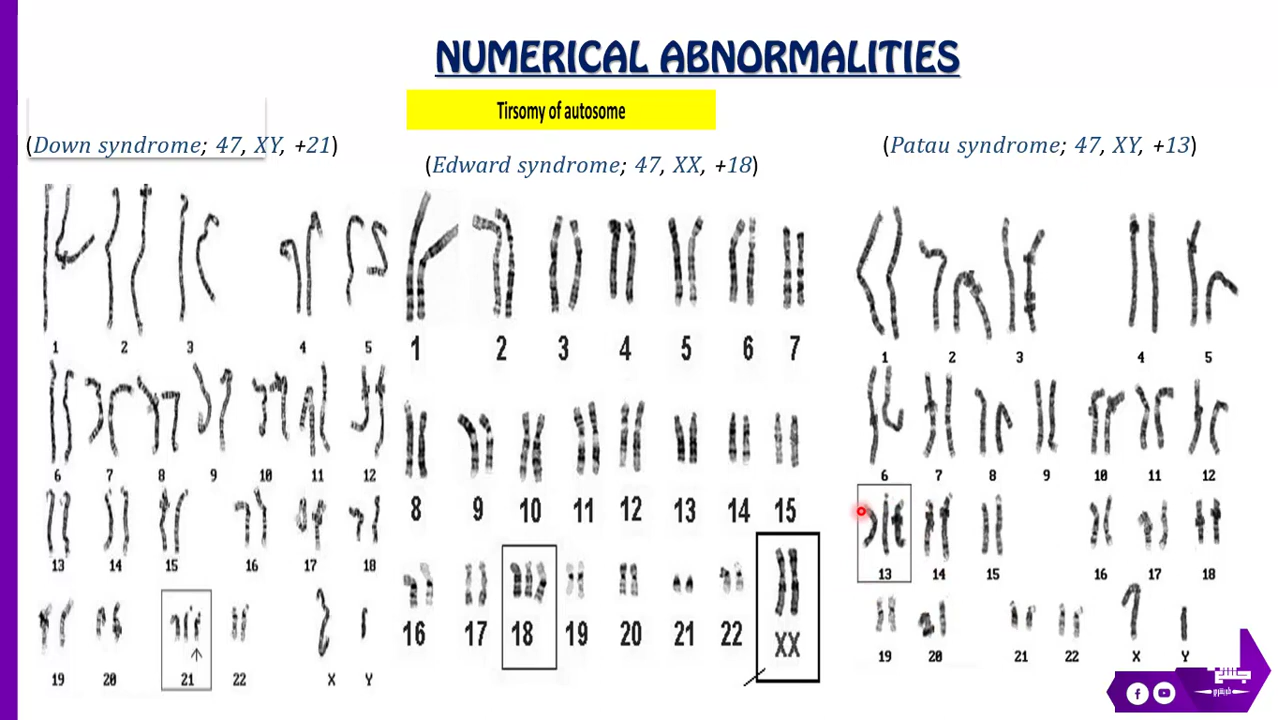 NUMERICAL ABNORMALITIES
Tirsomy of autosome
(Down syndrome; 47, XY, +21)
1 2 3 4 5
6 7 8 9 10 11 12
13 14 15 16 17 18
19 20 21 22 X Y
(Edward syndrome; 47, XX, +18)
1 2 3 4 5 6 7
8 9 10 11 12 13 14 15
16 17 18 19 20 21 22 XX
(Patau syndrome; 47, XY, +13)
1 2 3 4 5
6 7 8 9 10 11 12
13 14 15 16 17 18
19 20 21 22 X Y